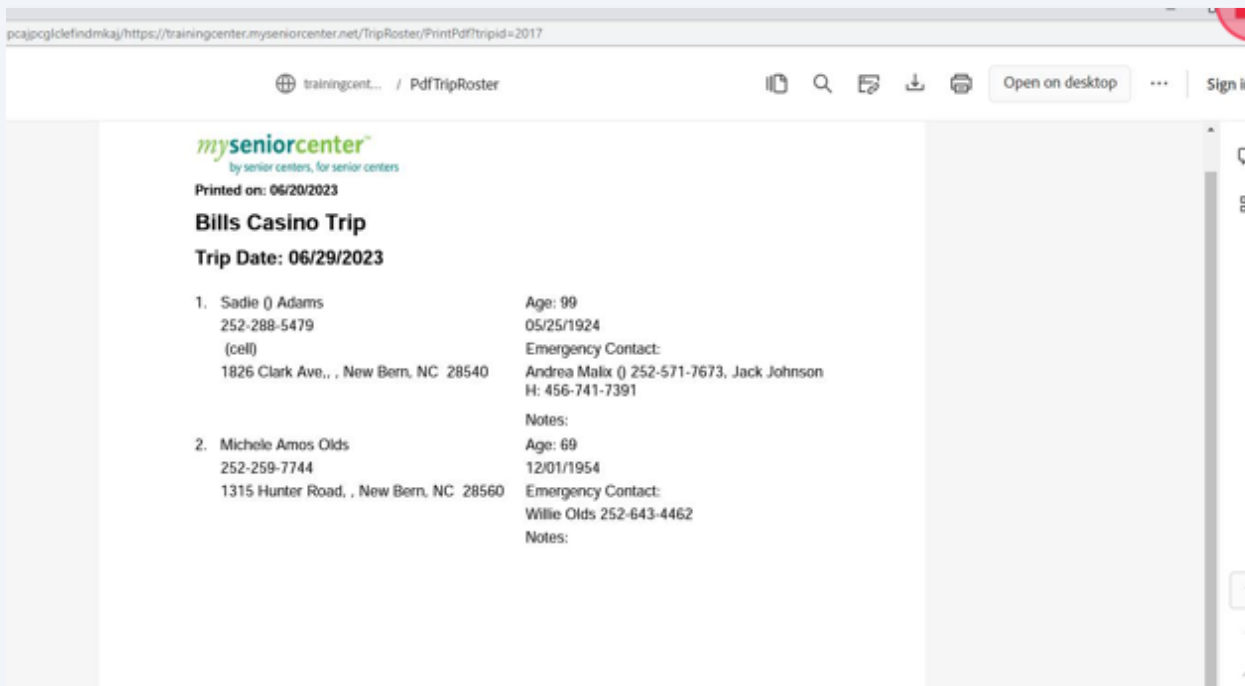 pcajpcglclefindmkaj/https://trainingcenter.myseniorcenter.net/TripRoster/PrintPdf?tripid=2017
trainingcent... / PdfTripRoster
Open on desktop
Sign
myseniorcenter™
by senior centers, for senior centers
Printed on: 06/20/2023
Bills Casino Trip
Trip Date: 06/29/2023
1. Sadie () Adams Age: 99
252-288-5479 05/25/1924
(cell) Emergency Contact:
1826 Clark Ave,, , New Bern, NC 28540 Andrea Malix () 252-571-7673, Jack Johnson
H: 456-741-7391
Notes:
2. Michele Amos Olds Age: 69
252-259-7744 12/01/1954
1315 Hunter Road, , New Bern, NC 28560 Emergency Contact:
Willie Olds 252-643-4462
Notes: